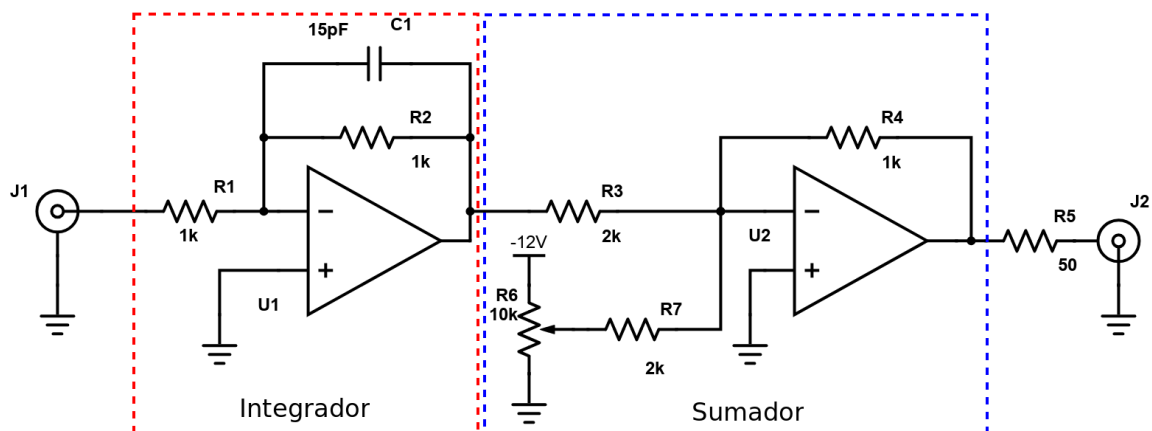 15pF
C1
R2
1k
J1
R1
1k
−
+
U1
R3
2k
-12V
R6
10k
R7
2k
R4
1k
−
+
U2
R5
50
J2
Integrador
Sumador